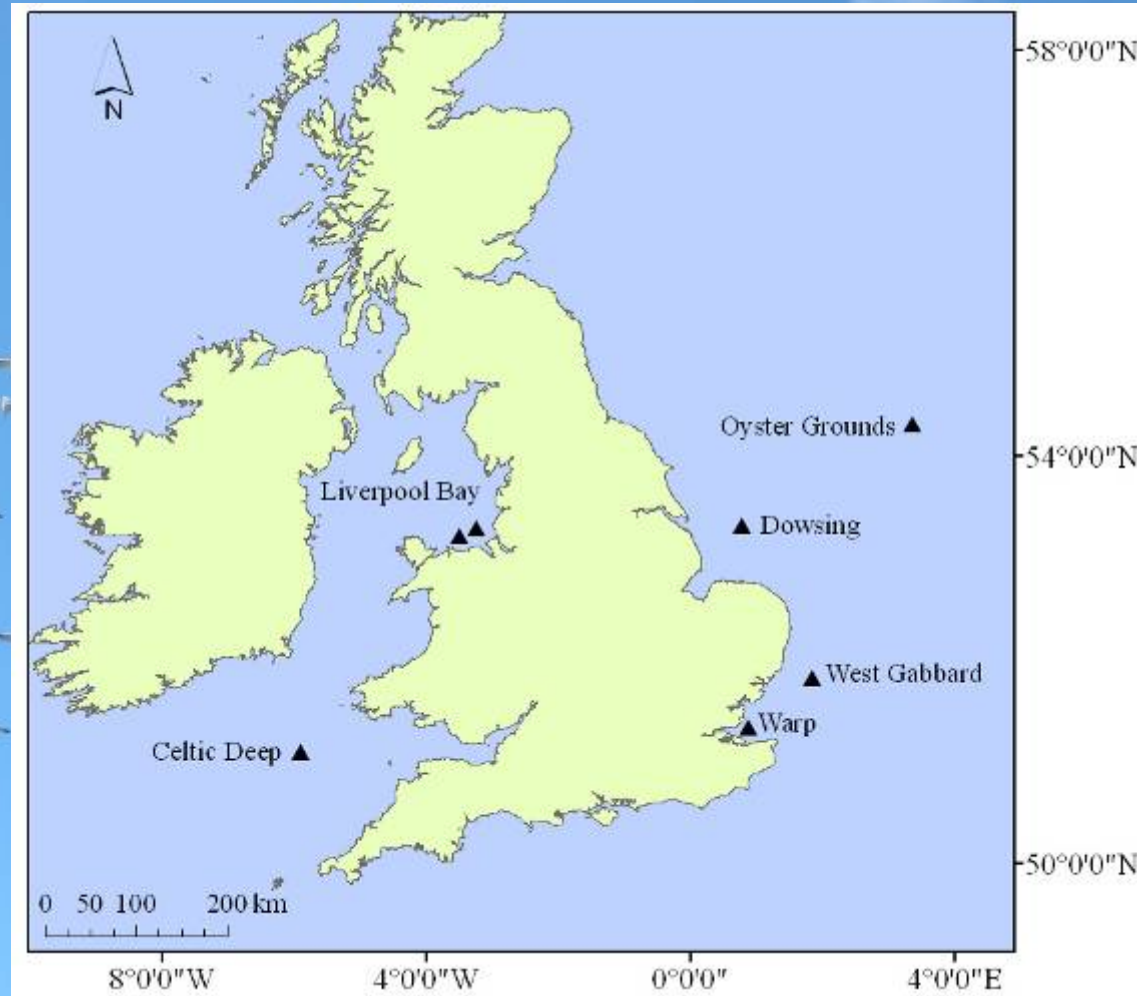 58°0'0"N
N
Oyster Grounds
54°0'0"N
Liverpool Bay
Dowsing
West Gabbard
Warp
Celtic Deep
50°0'0"N
0 50 100 200 km
8°0'0"W 4°0'0"W 0°0'0" 4°0'0"E